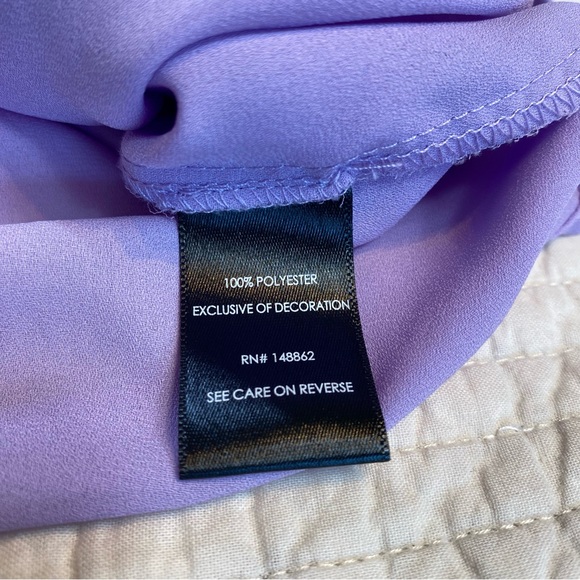 100% POLYESTER
EXCLUSIVE OF DECORATION
RN# 148862
SEE CARE ON REVERSE